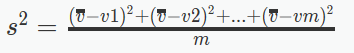 s² = ((v̅−v1)²+(v̅−v2)²+...+(v̅−vm)²)/m